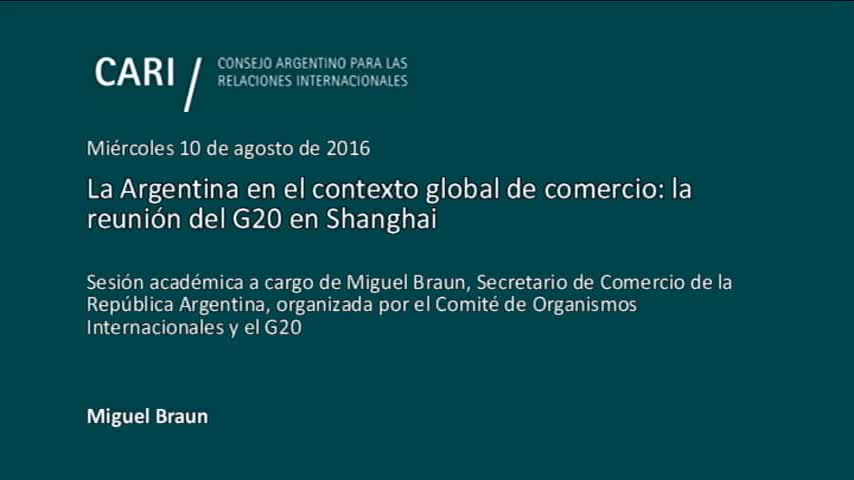 CARI
CONSEJO ARGENTINO PARA LAS
RELACIONES INTERNACIONALES
Miércoles 10 de agosto de 2016
La Argentina en el contexto global de comercio: la
reunión del G20 en Shanghai
Sesión académica a cargo de Miguel Braun, Secretario de Comercio de la
República Argentina, organizada por el Comité de Organismos
Internacionales y el G20
Miguel Braun